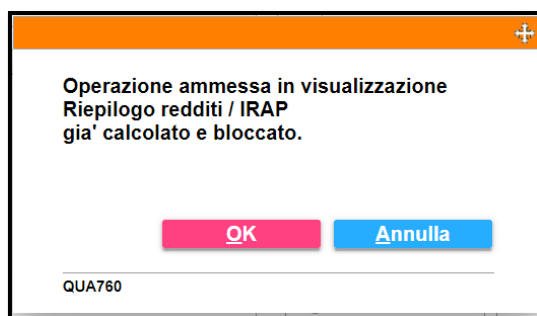 Operazione ammessa in visualizzazione
Riepilogo redditi / IRAP
gia' calcolato e bloccato.
OK
Annulla
QUA760